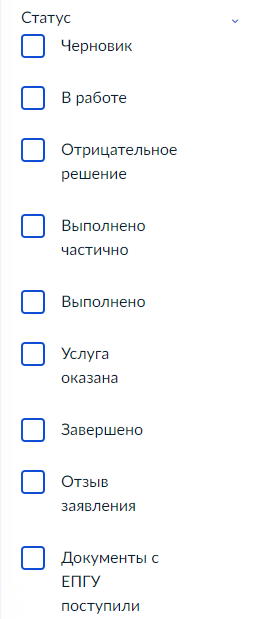 Статус
Черновик
В работе
Отрицательное
решение
Выполнено
частично
Выполнено
Услуга
оказана
Завершено
Отзыв
заявления
Документы с
ЕПГУ
поступили